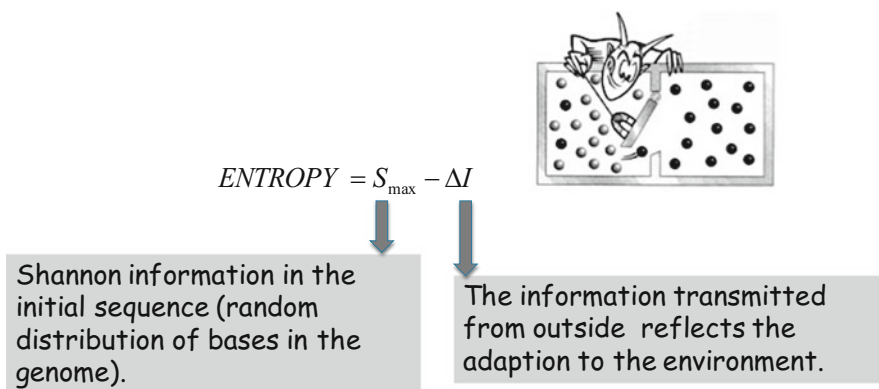 ENTROPY = S_max − ΔI
Shannon information in the
initial sequence (random
distribution of bases in the
genome).
The information transmitted
from outside reflects the
adaption to the environment.